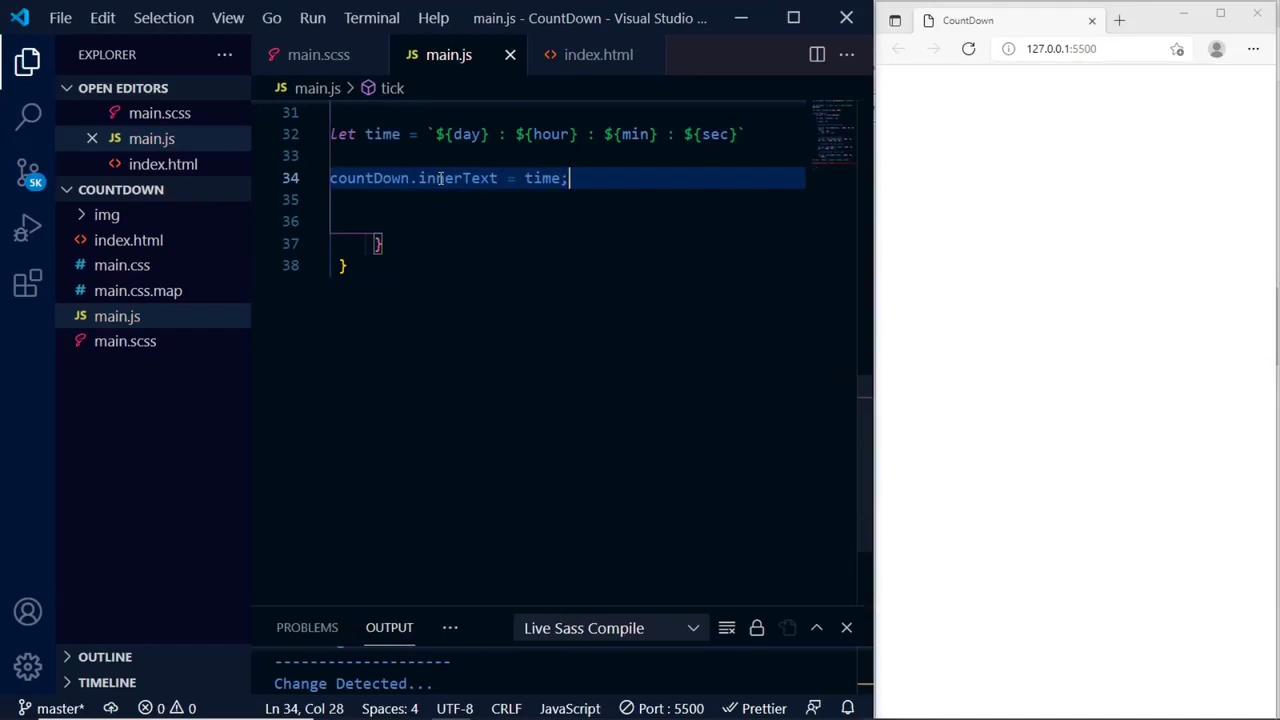 File Edit Selection View Go Run Terminal Help main.js - CountDown - Visual Studio ...
CountDown
127.0.0.1:5500
EXPLORER
OPEN EDITORS
main.scss
JS main.js
index.html
COUNTDOWN
img
index.html
main.css
main.css.map
JS main.js
main.scss
OUTLINE
TIMELINE
5K
main.scss JS main.js index.html
JS main.js > tick
31
32 let time = `${day} : ${hour} : ${min} : ${sec}`
33
34 countDown.innerText = time;
35
36
37 }
38 }
PROBLEMS OUTPUT Live Sass Compile
--------------------
Change Detected...
master* 0 0 Ln 34, Col 28 Spaces: 4 UTF-8 CRLF JavaScript Port : 5500 Prettier